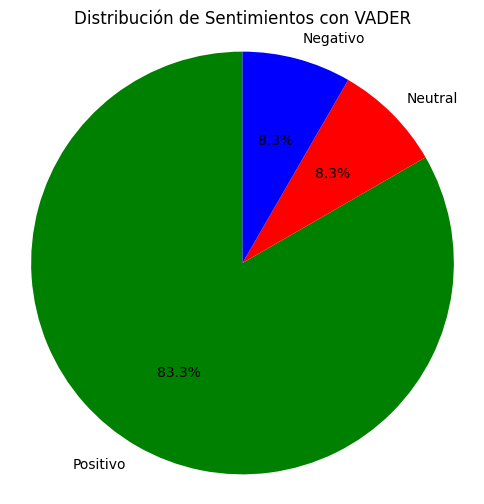 Distribución de Sentimientos con VADER
Negativo
Neutral
8.3%
8.3%
83.3%
Positivo